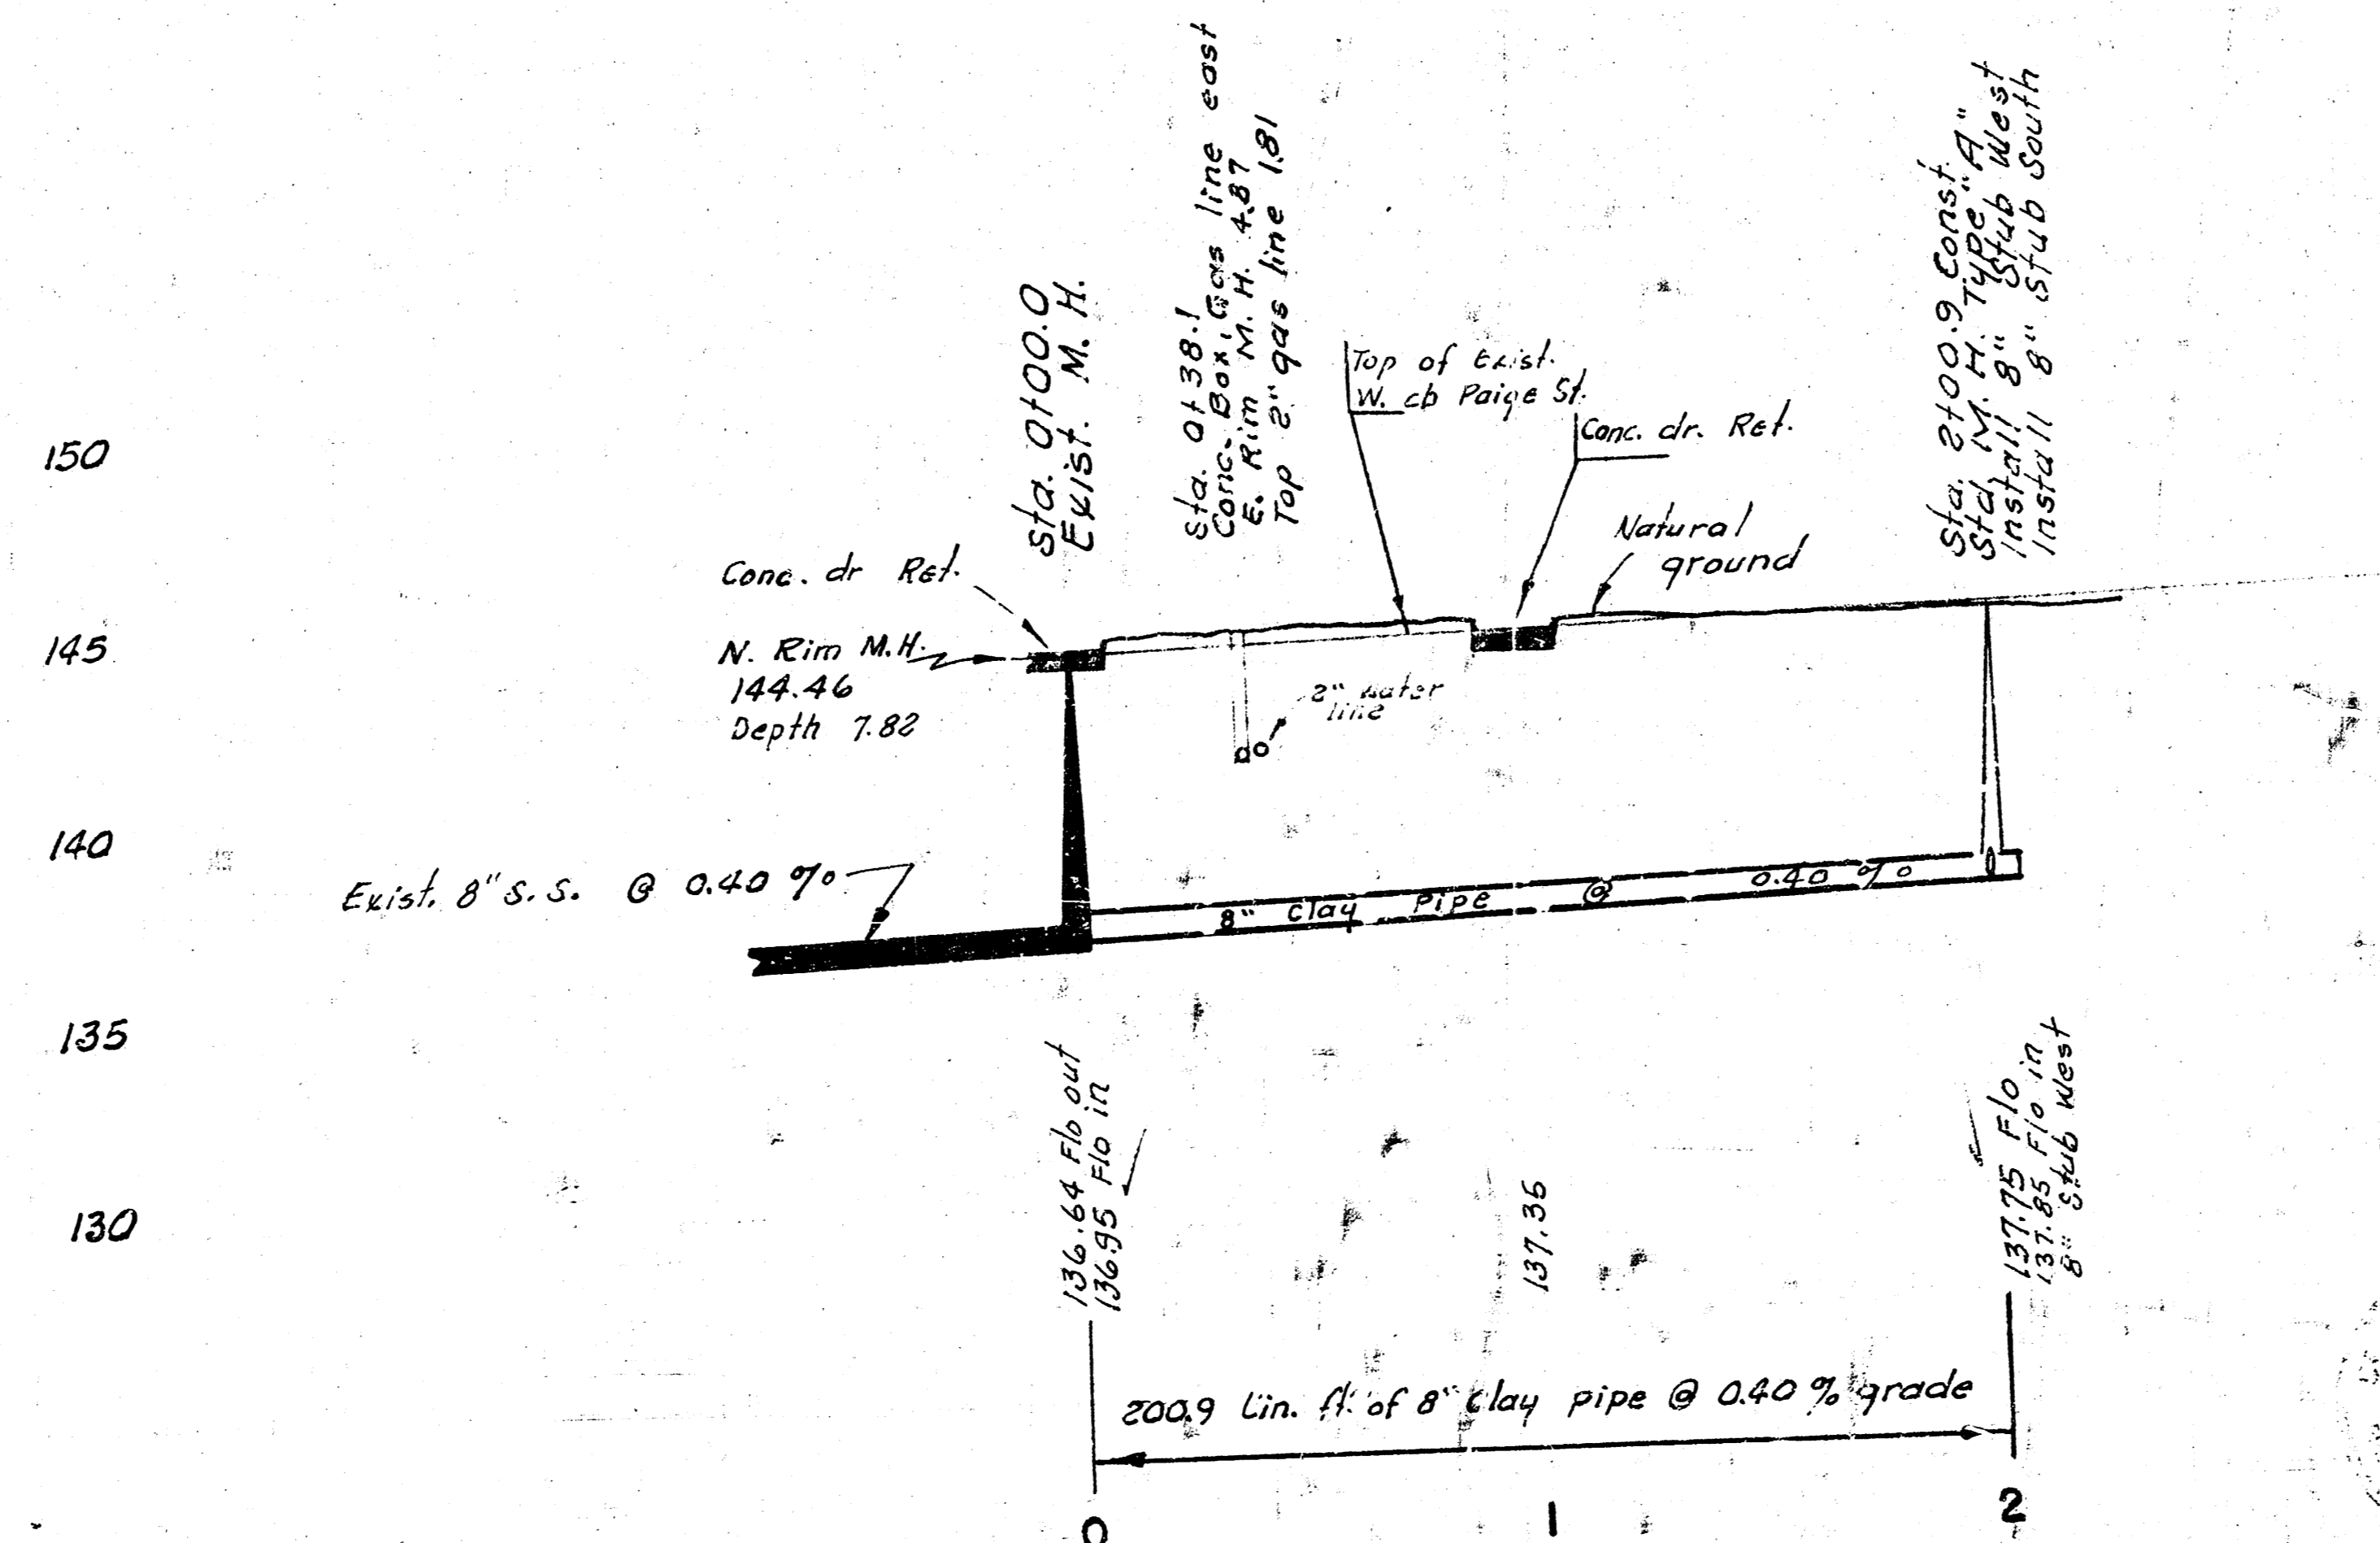 Sta. 0+00.0
Exist. M. H.
Sta. 0+38.1
Conc. Box, Gas line east
E. Rim M. H. 4.87
Top 2" gas line 1.81
Top of Exist.
W. cb Paige St.
Conc. dr. Ret.
Natural
ground
Sta. 2+00.9 Const.
Std. M. H. Type "A"
Install 8" Stub West
Install 8" Stub South
150
145
140
135
130
Conc. dr Ret.
N. Rim M.H.
144.46
Depth 7.82
2" water
line
Exist. 8" S.S. @ 0.40 %
8" Clay Pipe @ 0.40 %
136.64 Flo out
136.95 Flo in
137.35
137.75 Flo
137.85 Flo in
8" Stub West
200.9 Lin. ft. of 8" Clay pipe @ 0.40 % grade
0 1 2